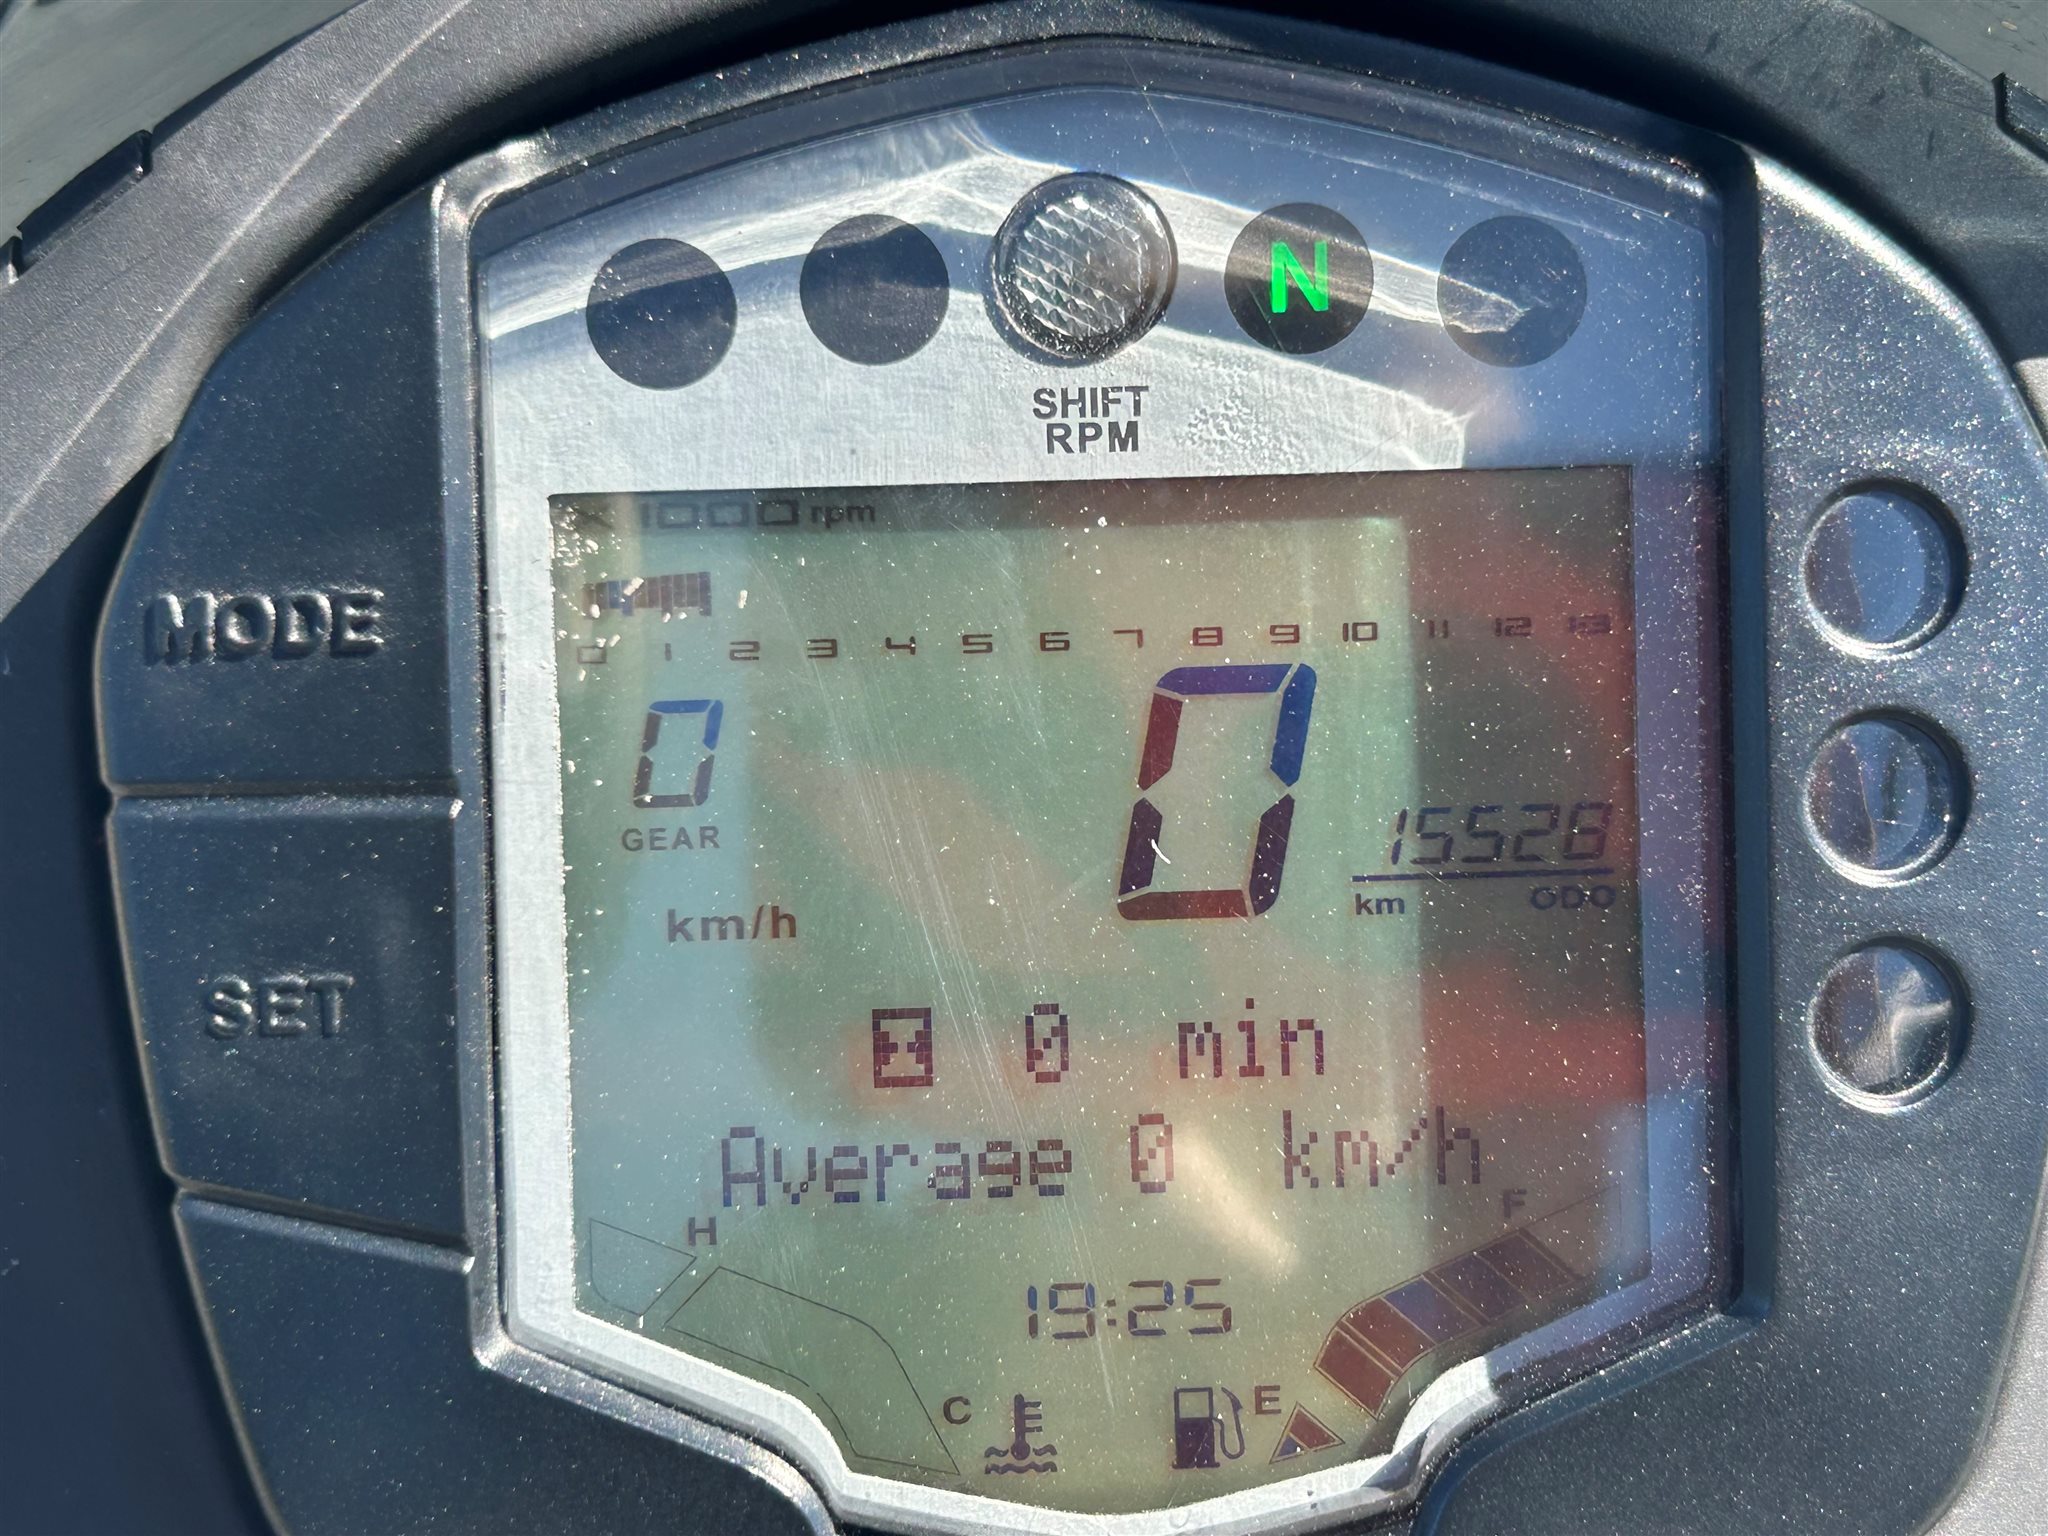 N
SHIFT
RPM
x 1000 rpm
0 1 2 3 4 5 6 7 8 9 10 11 12 13
MODE
0
GEAR
0
15528
km ODO
km/h
SET
0 min
Average 0 km/h
H
F
19:25
C
E